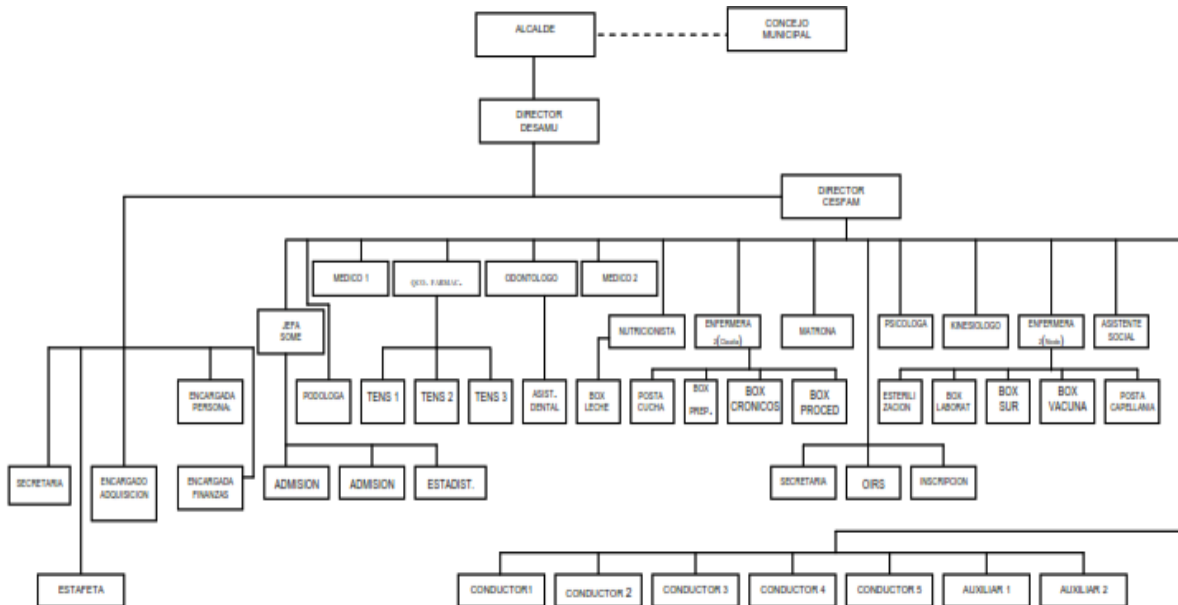 ALCALDE
CONCEJO
MUNICIPAL
DIRECTOR
DESAMU
DIRECTOR
CESFAM
MEDICO 1
QCO. FARMAC.
ODONTOLOGO
MEDICO 2
JEFA
SOME
NUTRICIONISTA
ENFERMERA
2(Claudia)
MATRONA
PSICOLOGA
KINESIOLOGO
ENFERMERA
2(
ASISTENTE
SOCIAL
ENCARGADA
PERSONAL
PODOLOGA
TENS 1
TENS 2
TENS 3
ASIST.
DENTAL
BOX
LECHE
POSTA
CUCHA
BOX
PREP.
BOX
CRONICOS
BOX
PROCED
ESTERILI
ZACION
BOX
LABORAT
BOX
SUR
BOX
VACUNA
POSTA
CAPELLANIA
SECRETARIA
ENCARGADO
ADQUISICION
ENCARGADA
FINANZAS
ADMISION
ADMISION
ESTADIST.
SECRETARIA
OIRS
INSCRIPCION
ESTAFETA
CONDUCTOR1
CONDUCTOR 2
CONDUCTOR 3
CONDUCTOR 4
CONDUCTOR 5
AUXILIAR 1
AUXILIAR 2